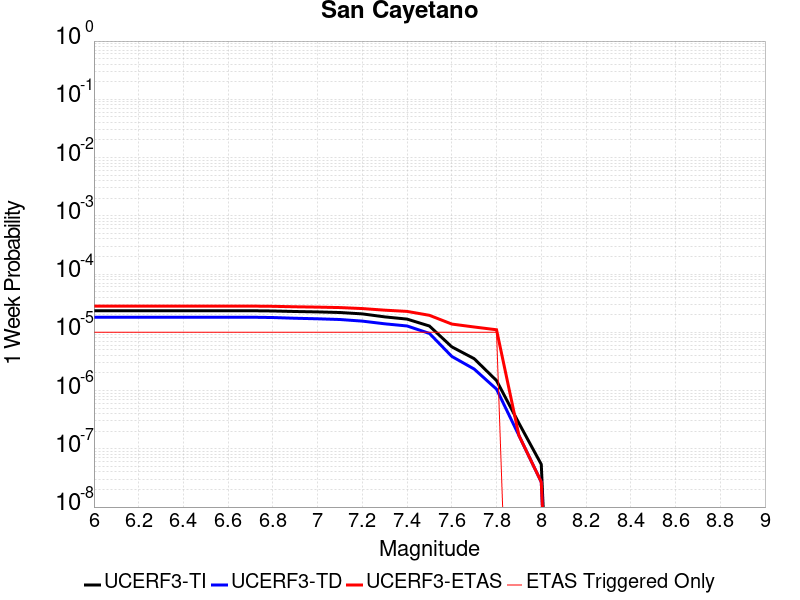 San Cayetano
10^0
10^-1
10^-2
10^-3
10^-4
10^-5
10^-6
10^-7
10^-8
1 Week Probability
6 6.2 6.4 6.6 6.8 7 7.2 7.4 7.6 7.8 8 8.2 8.4 8.6 8.8 9
Magnitude
UCERF3-TI UCERF3-TD UCERF3-ETAS ETAS Triggered Only